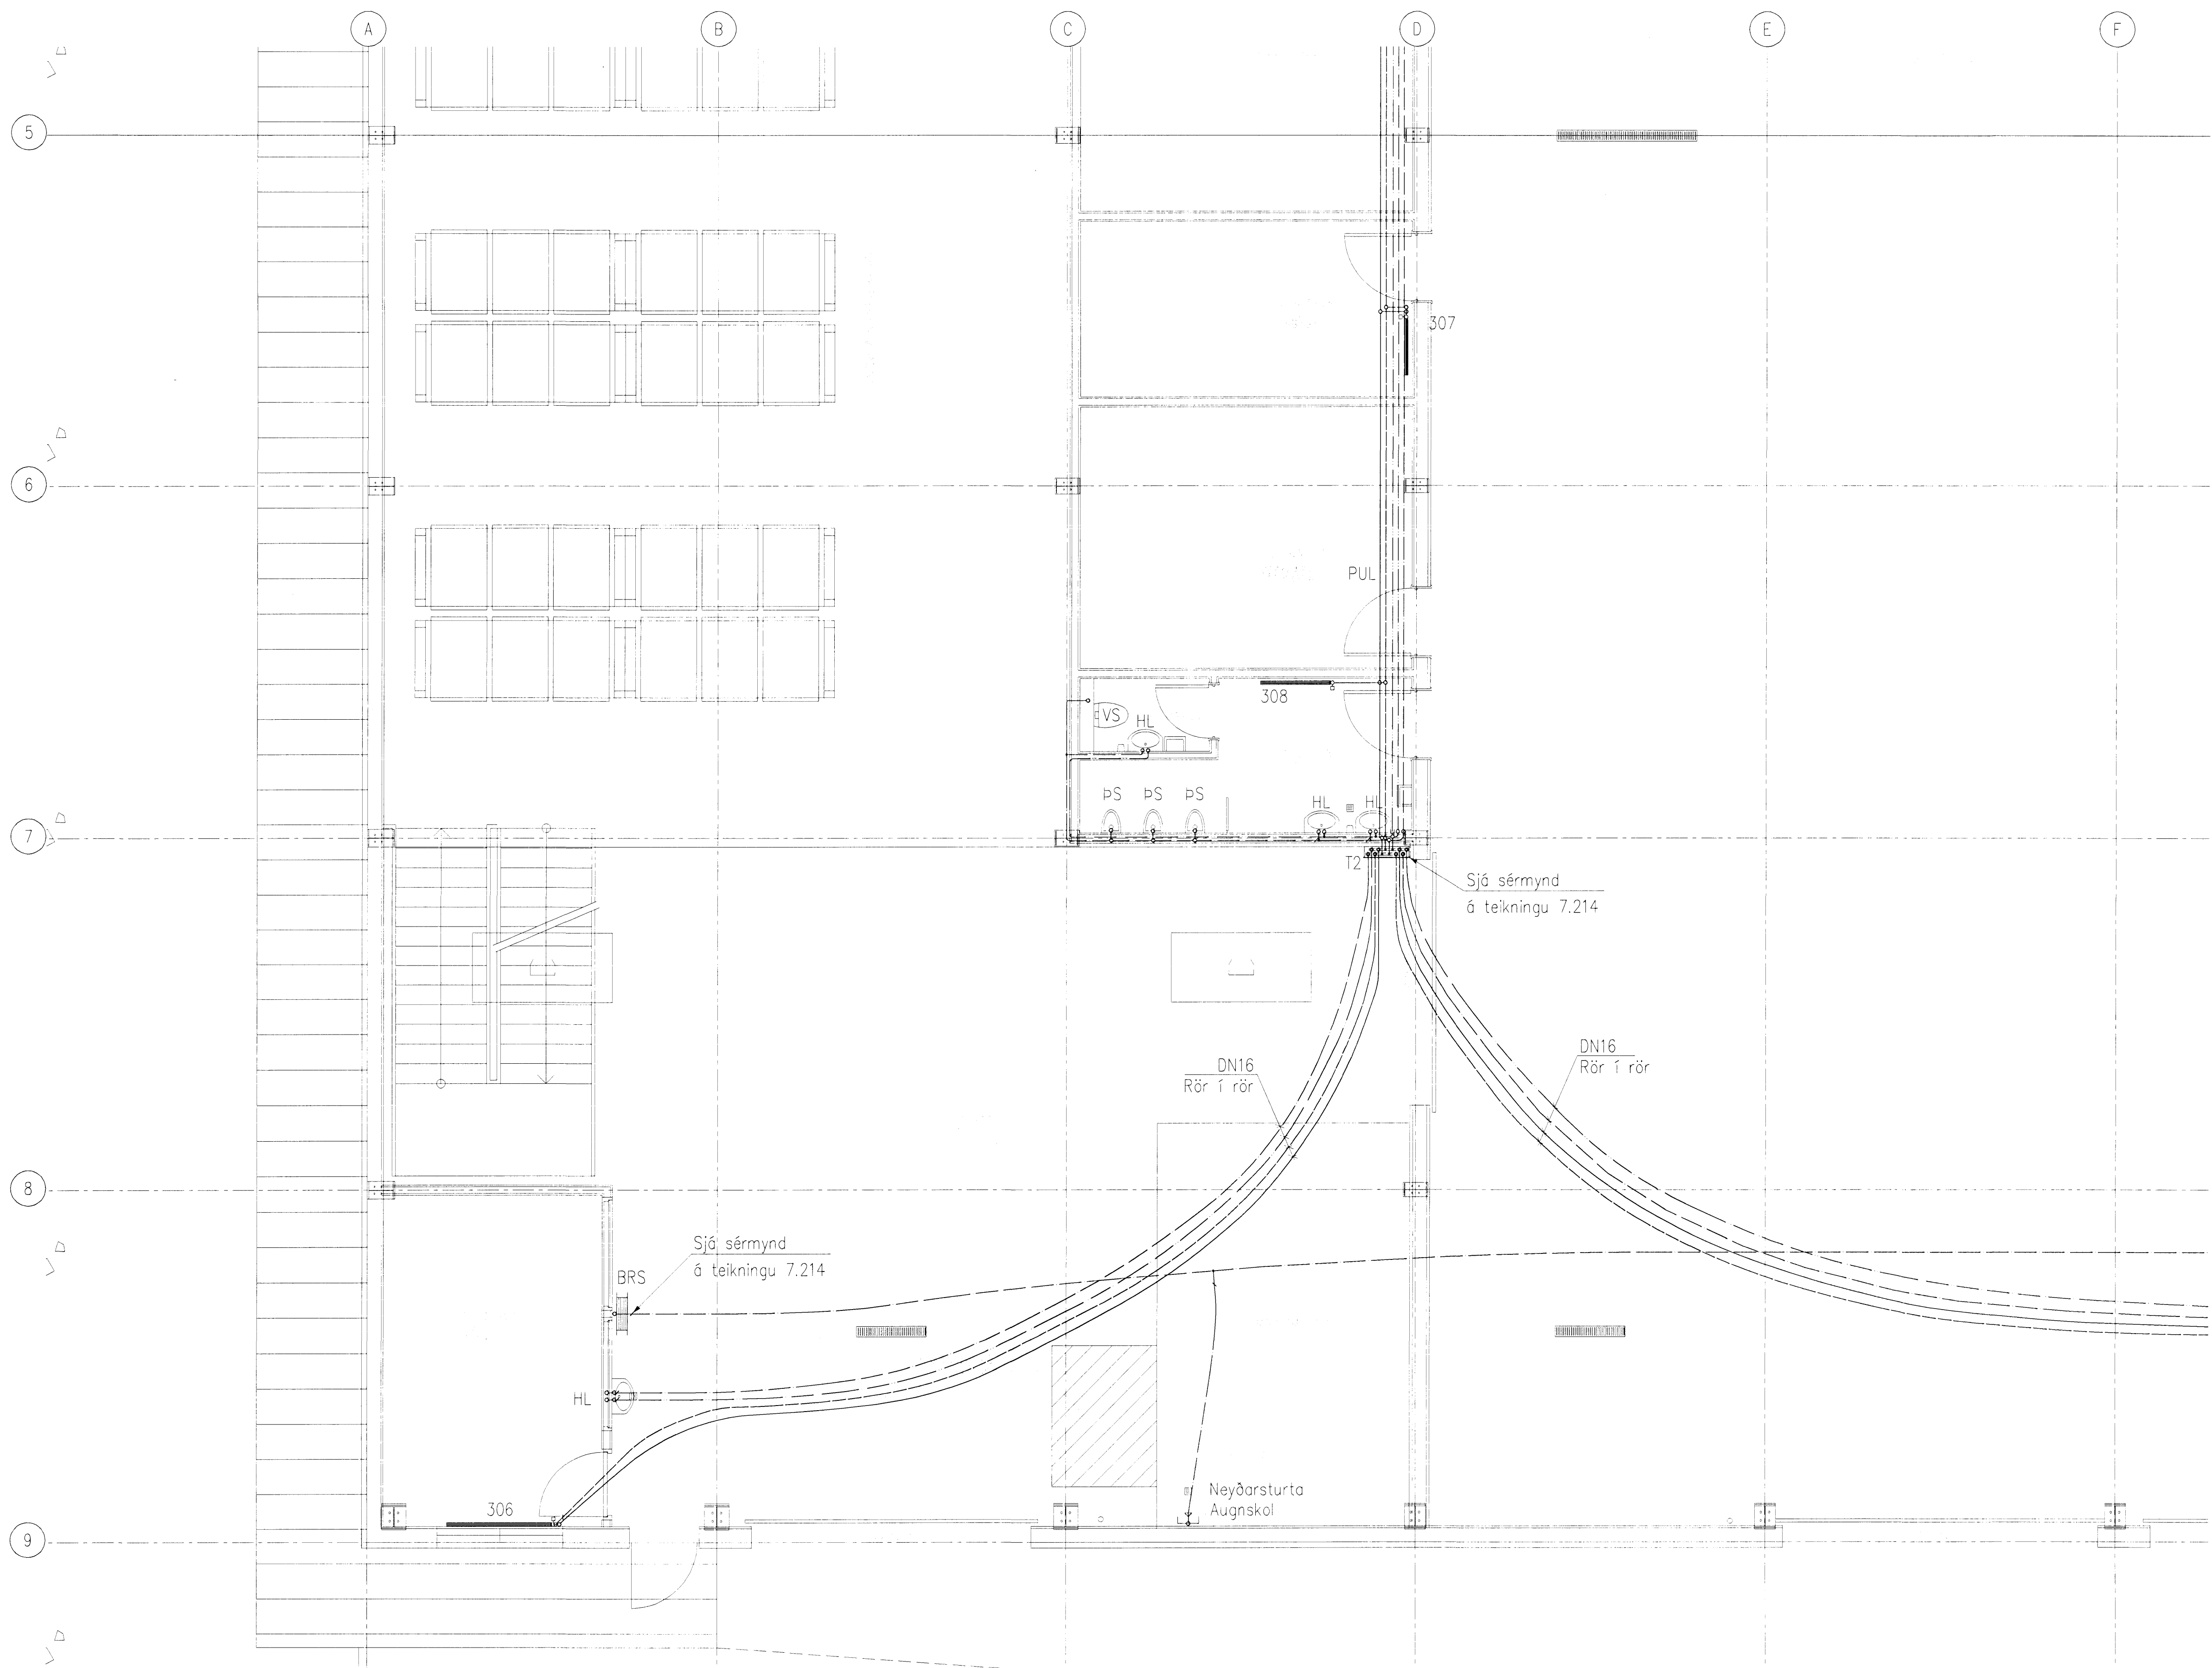 A
B
C
D
E
F
5
307
6
PUL
308
VS
HL
ÞS ÞS ÞS
HL
HL
7
T2
Sjá sérmynd
á teikningu 7.214
DN16
Rör í rör
DN16
Rör í rör
8
Sjá sérmynd
á teikningu 7.214
BRS
HL
306
Neyðarsturta
Augnskol
9